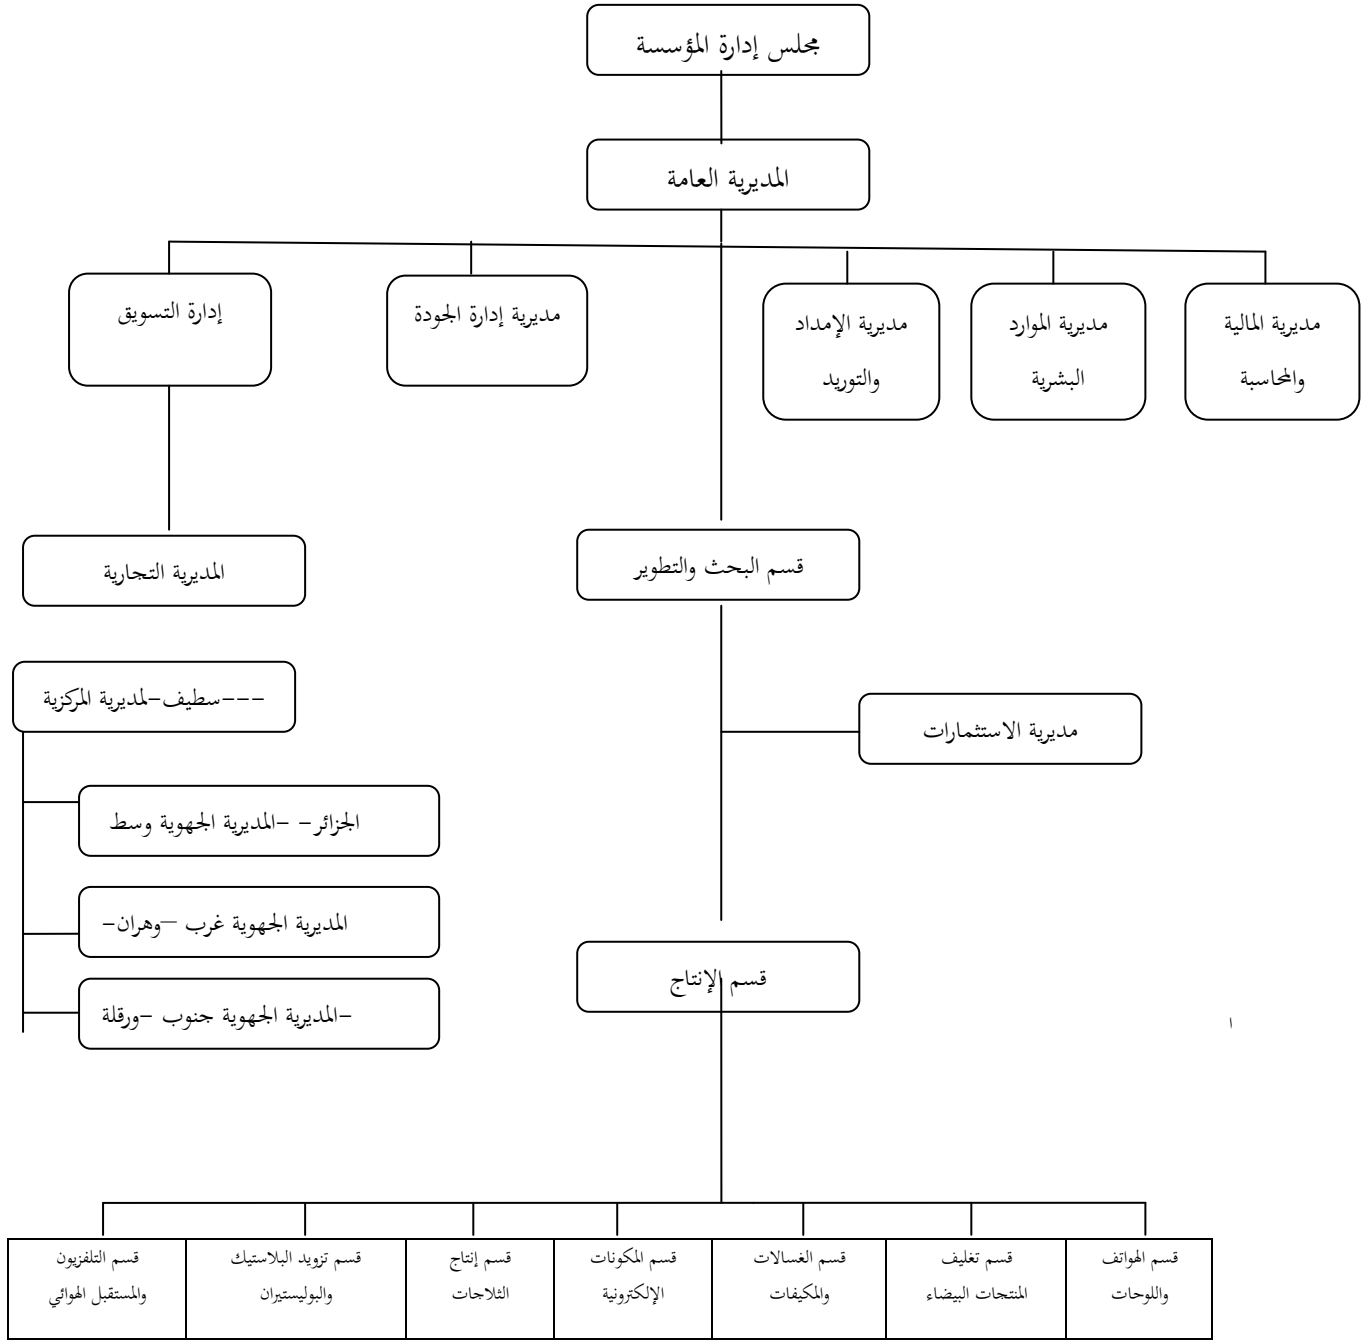 مجلس إدارة المؤسسة
المديرية العامة
مديرية المالية
والمحاسبة
مديرية الموارد
البشرية
مديرية الإمداد
والتوريد
مديرية إدارة الجودة
إدارة التسويق
قسم البحث والتطوير
المديرية التجارية
---سطيف-لمديرية المركزية
مديرية الاستثمارات
الجزائر- -المديرية الجهوية وسط
المديرية الجهوية غرب –وهران-
-المديرية الجهوية جنوب -ورقلة
قسم الإنتاج
ا
قسم الهواتف
واللوحات
قسم تغليف
المنتجات البيضاء
قسم الغسالات
والمكيفات
قسم المكونات
الإلكترونية
قسم إنتاج
الثلاجات
قسم تزويد البلاستيك
والبوليستيران
قسم التلفزيون
والمستقبل الهوائي